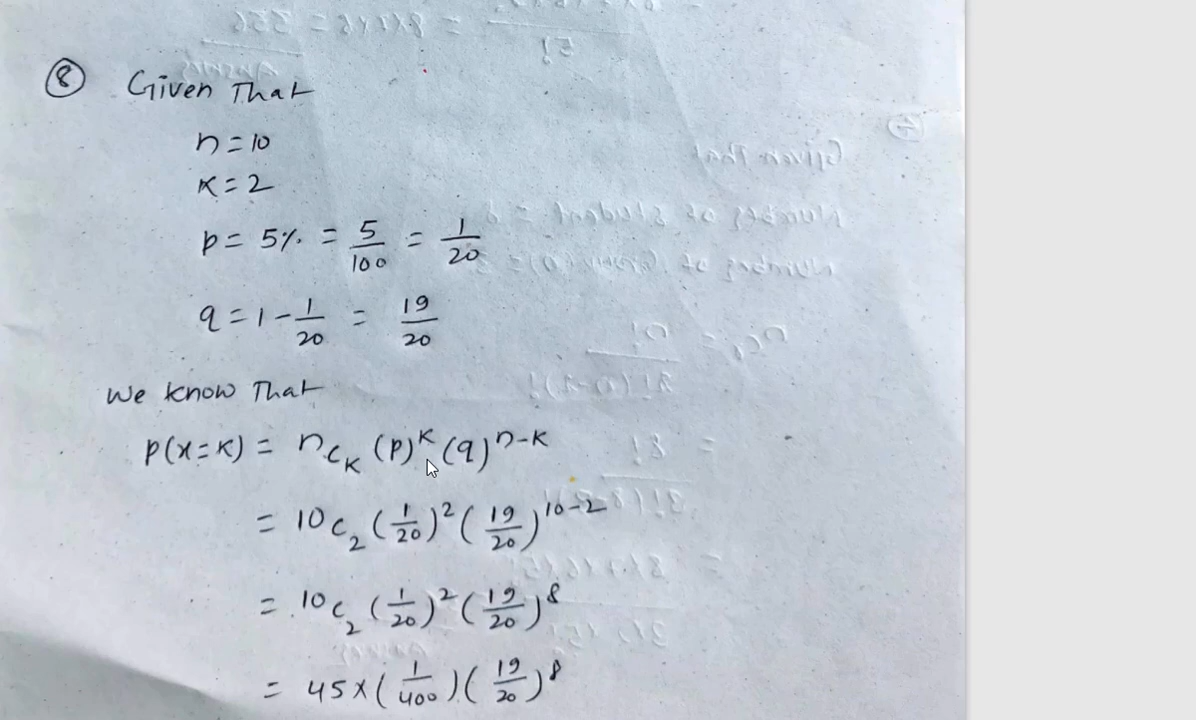 ⑧ Given That
n = 10
K = 2
p = 5% = 5/100 = 1/20
q = 1 - 1/20 = 19/20
We know That
p(x=K) = nCK (p)^K (q)^n-K
= 10C2 (1/20)^2 (19/20)^10-2
= 10C2 (1/20)^2 (19/20)^8
= 45 x (1/400) (19/20)^8